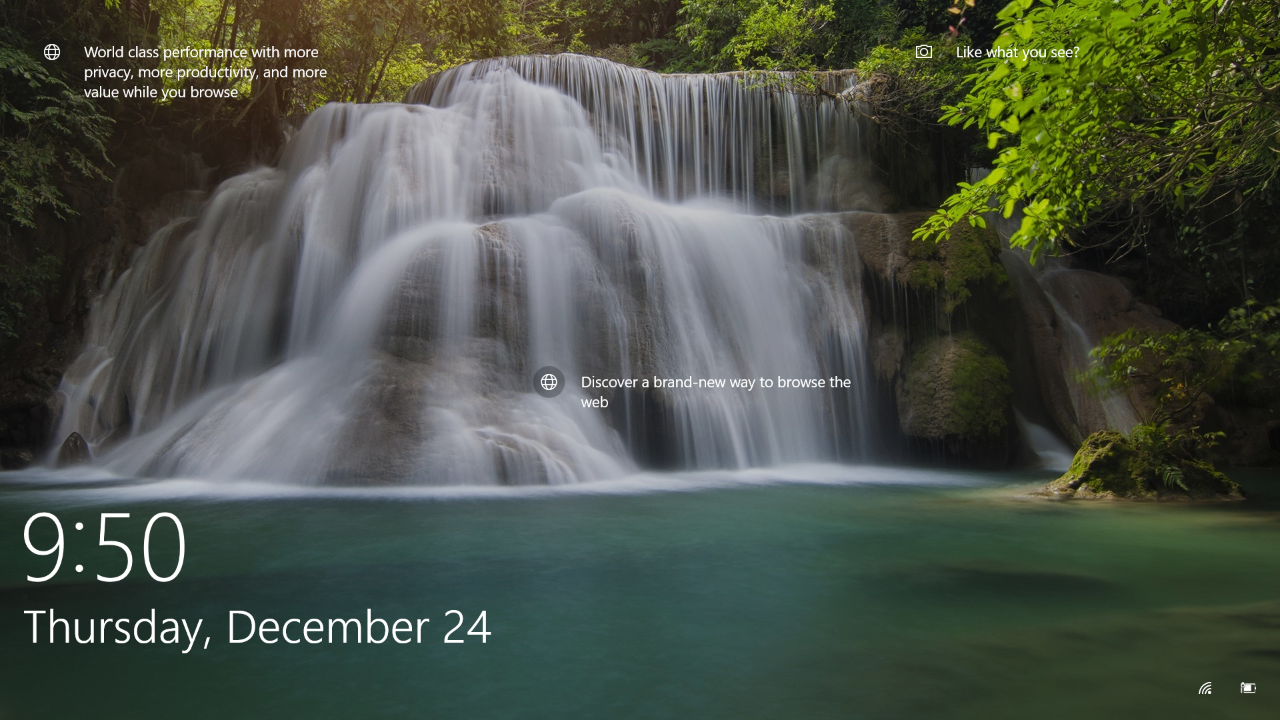 World class performance with more
privacy, more productivity, and more
value while you browse
Like what you see?
Discover a brand-new way to browse the
web
9:50
Thursday, December 24